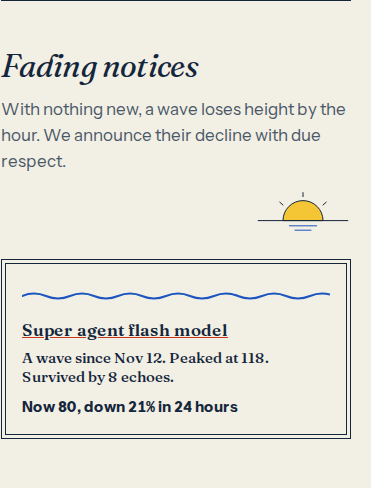 Fading notices
With nothing new, a wave loses height by the
hour. We announce their decline with due
respect.
Super agent flash model
A wave since Nov 12. Peaked at 118.
Survived by 8 echoes.
Now 80, down 21% in 24 hours